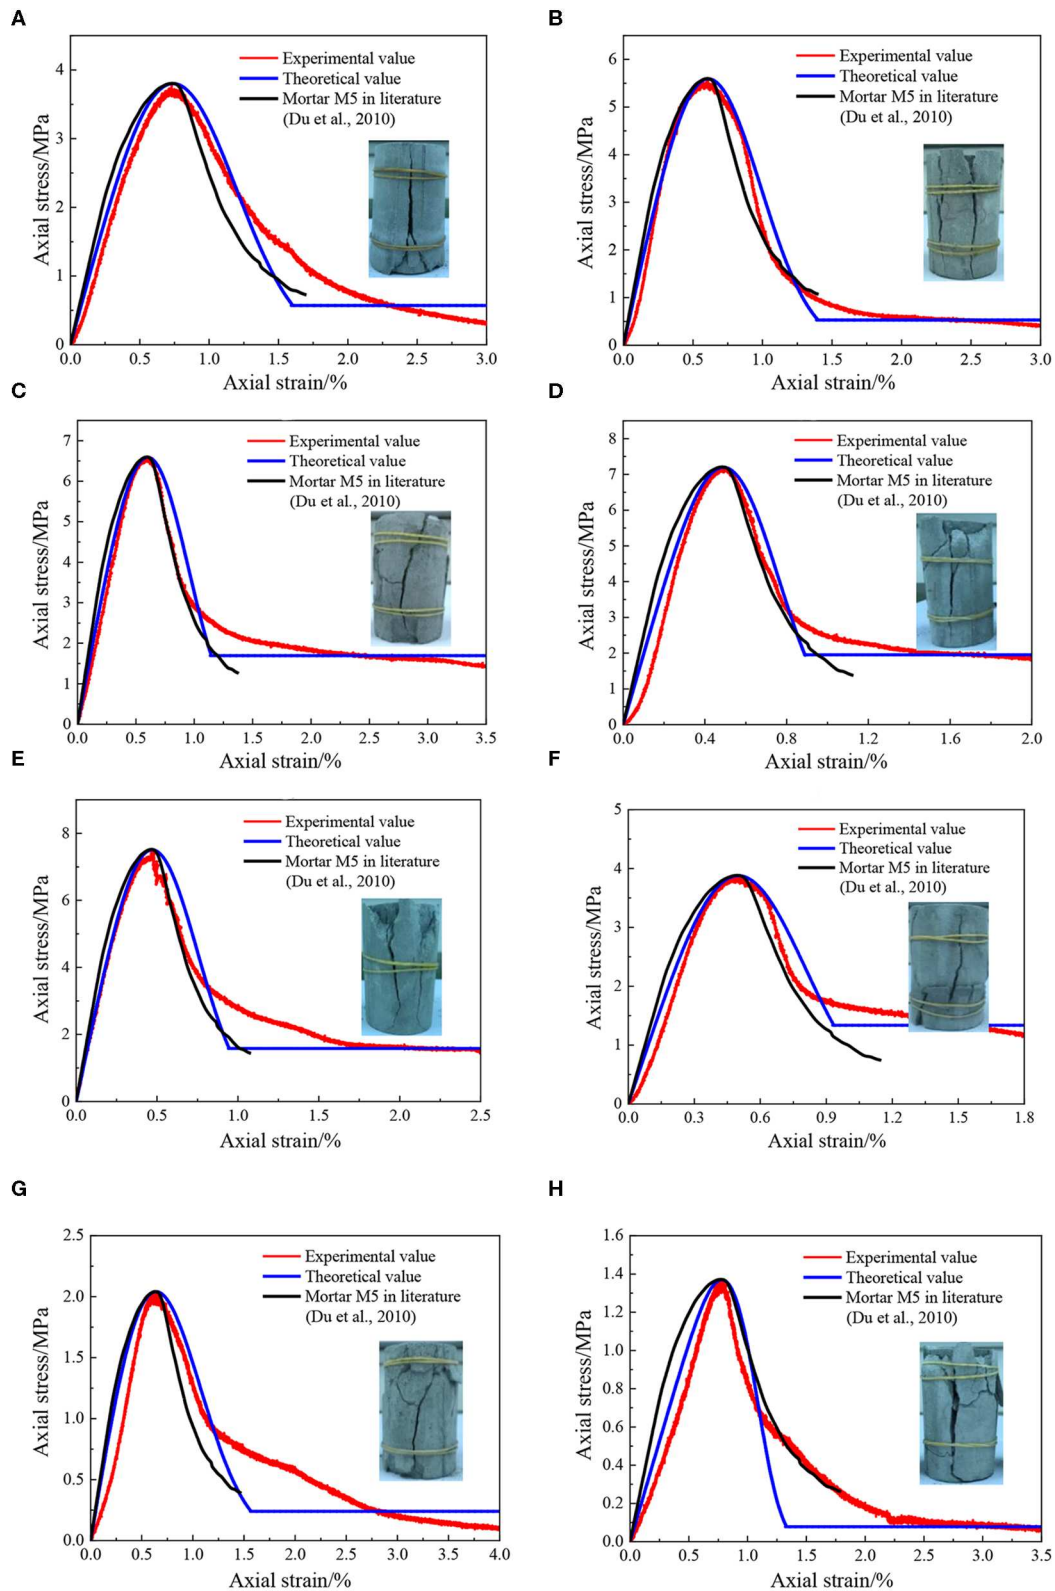 A
Axial stress/MPa
4
3
2
1
0
0.0 0.5 1.0 1.5 2.0 2.5 3.0
Axial strain/%
Experimental value
Theoretical value
Mortar M5 in literature
(Du et al., 2010)
B
Axial stress/MPa
6
5
4
3
2
1
0
0.0 0.5 1.0 1.5 2.0 2.5 3.0
Axial strain/%
Experimental value
Theoretical value
Mortar M5 in literature
(Du et al., 2010)
C
Axial stress/MPa
7
6
5
4
3
2
1
0
0.0 0.5 1.0 1.5 2.0 2.5 3.0 3.5
Axial strain/%
Experimental value
Theoretical value
Mortar M5 in literature
(Du et al., 2010)
D
Axial stress/MPa
8
7
6
5
4
3
2
1
0
0.0 0.4 0.8 1.2 1.6 2.0
Axial strain/%
Experimental value
Theoretical value
Mortar M5 in literature
(Du et al., 2010)
E
Axial stress/MPa
8
6
4
2
0
0.0 0.5 1.0 1.5 2.0 2.5
Axial strain/%
Experimental value
Theoretical value
Mortar M5 in literature
(Du et al., 2010)
F
Axial stress/MPa
5
4
3
2
1
0
0.0 0.3 0.6 0.9 1.2 1.5 1.8
Axial strain/%
Experimental value
Theoretical value
Mortar M5 in literature
(Du et al., 2010)
G
Axial stress/MPa
2.5
2.0
1.5
1.0
0.5
0.0
0.0 0.5 1.0 1.5 2.0 2.5 3.0 3.5 4.0
Axial strain/%
Experimental value
Theoretical value
Mortar M5 in literature
(Du et al., 2010)
H
Axial stress/MPa
1.6
1.4
1.2
1.0
0.8
0.6
0.4
0.2
0.0
0.0 0.5 1.0 1.5 2.0 2.5 3.0 3.5
Axial strain/%
Experimental value
Theoretical value
Mortar M5 in literature
(Du et al., 2010)